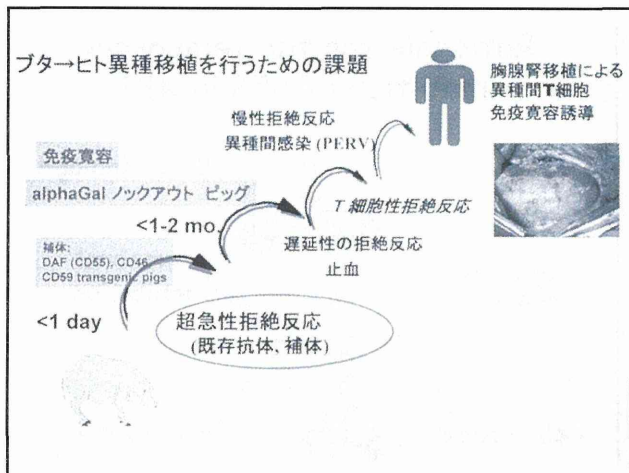 ブタ→ヒト異種移植を行うための課題
胸腺腎移植による
異種間T細胞
免疫寛容誘導
慢性拒絶反応
異種間感染 (PERV)
免疫寛容
alphaGal ノックアウト ピッグ
<1-2 mo.
T 細胞性拒絶反応
遅延性の拒絶反応
止血
補体:
DAF (CD55), CD46,
CD59 transgenic pigs
<1 day
超急性拒絶反応
(既存抗体、補体)